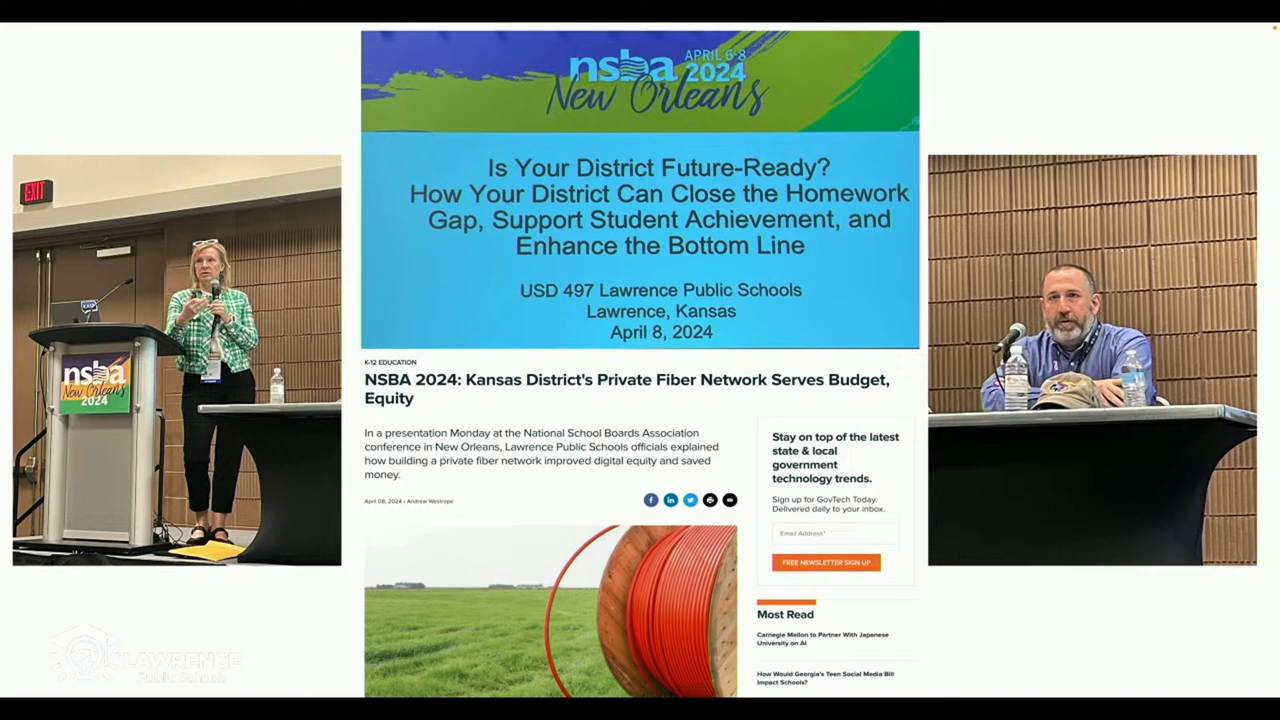 EXIT
nsba
New Orleans
2024
nsba APRIL 6-8
2024
New Orleans
Is Your District Future-Ready?
How Your District Can Close the Homework
Gap, Support Student Achievement, and
Enhance the Bottom Line
USD 497 Lawrence Public Schools
Lawrence, Kansas
April 8, 2024
K-12 EDUCATION
NSBA 2024: Kansas District's Private Fiber Network Serves Budget,
Equity
In a presentation Monday at the National School Boards Association
conference in New Orleans, Lawrence Public Schools officials explained
how building a private fiber network improved digital equity and saved
money.
April 08, 2024 • Andrew Westrope
Stay on top of the latest
state & local
government
technology trends.
Sign up for GovTech Today.
Delivered daily to your inbox.
Email Address*
FREE NEWSLETTER SIGN UP
Most Read
Carnegie Mellon to Partner With Japanese
University on AI
How Would Georgia's Teen Social Media Bill
Impact Schools?
LAWRENCE
Public Schools